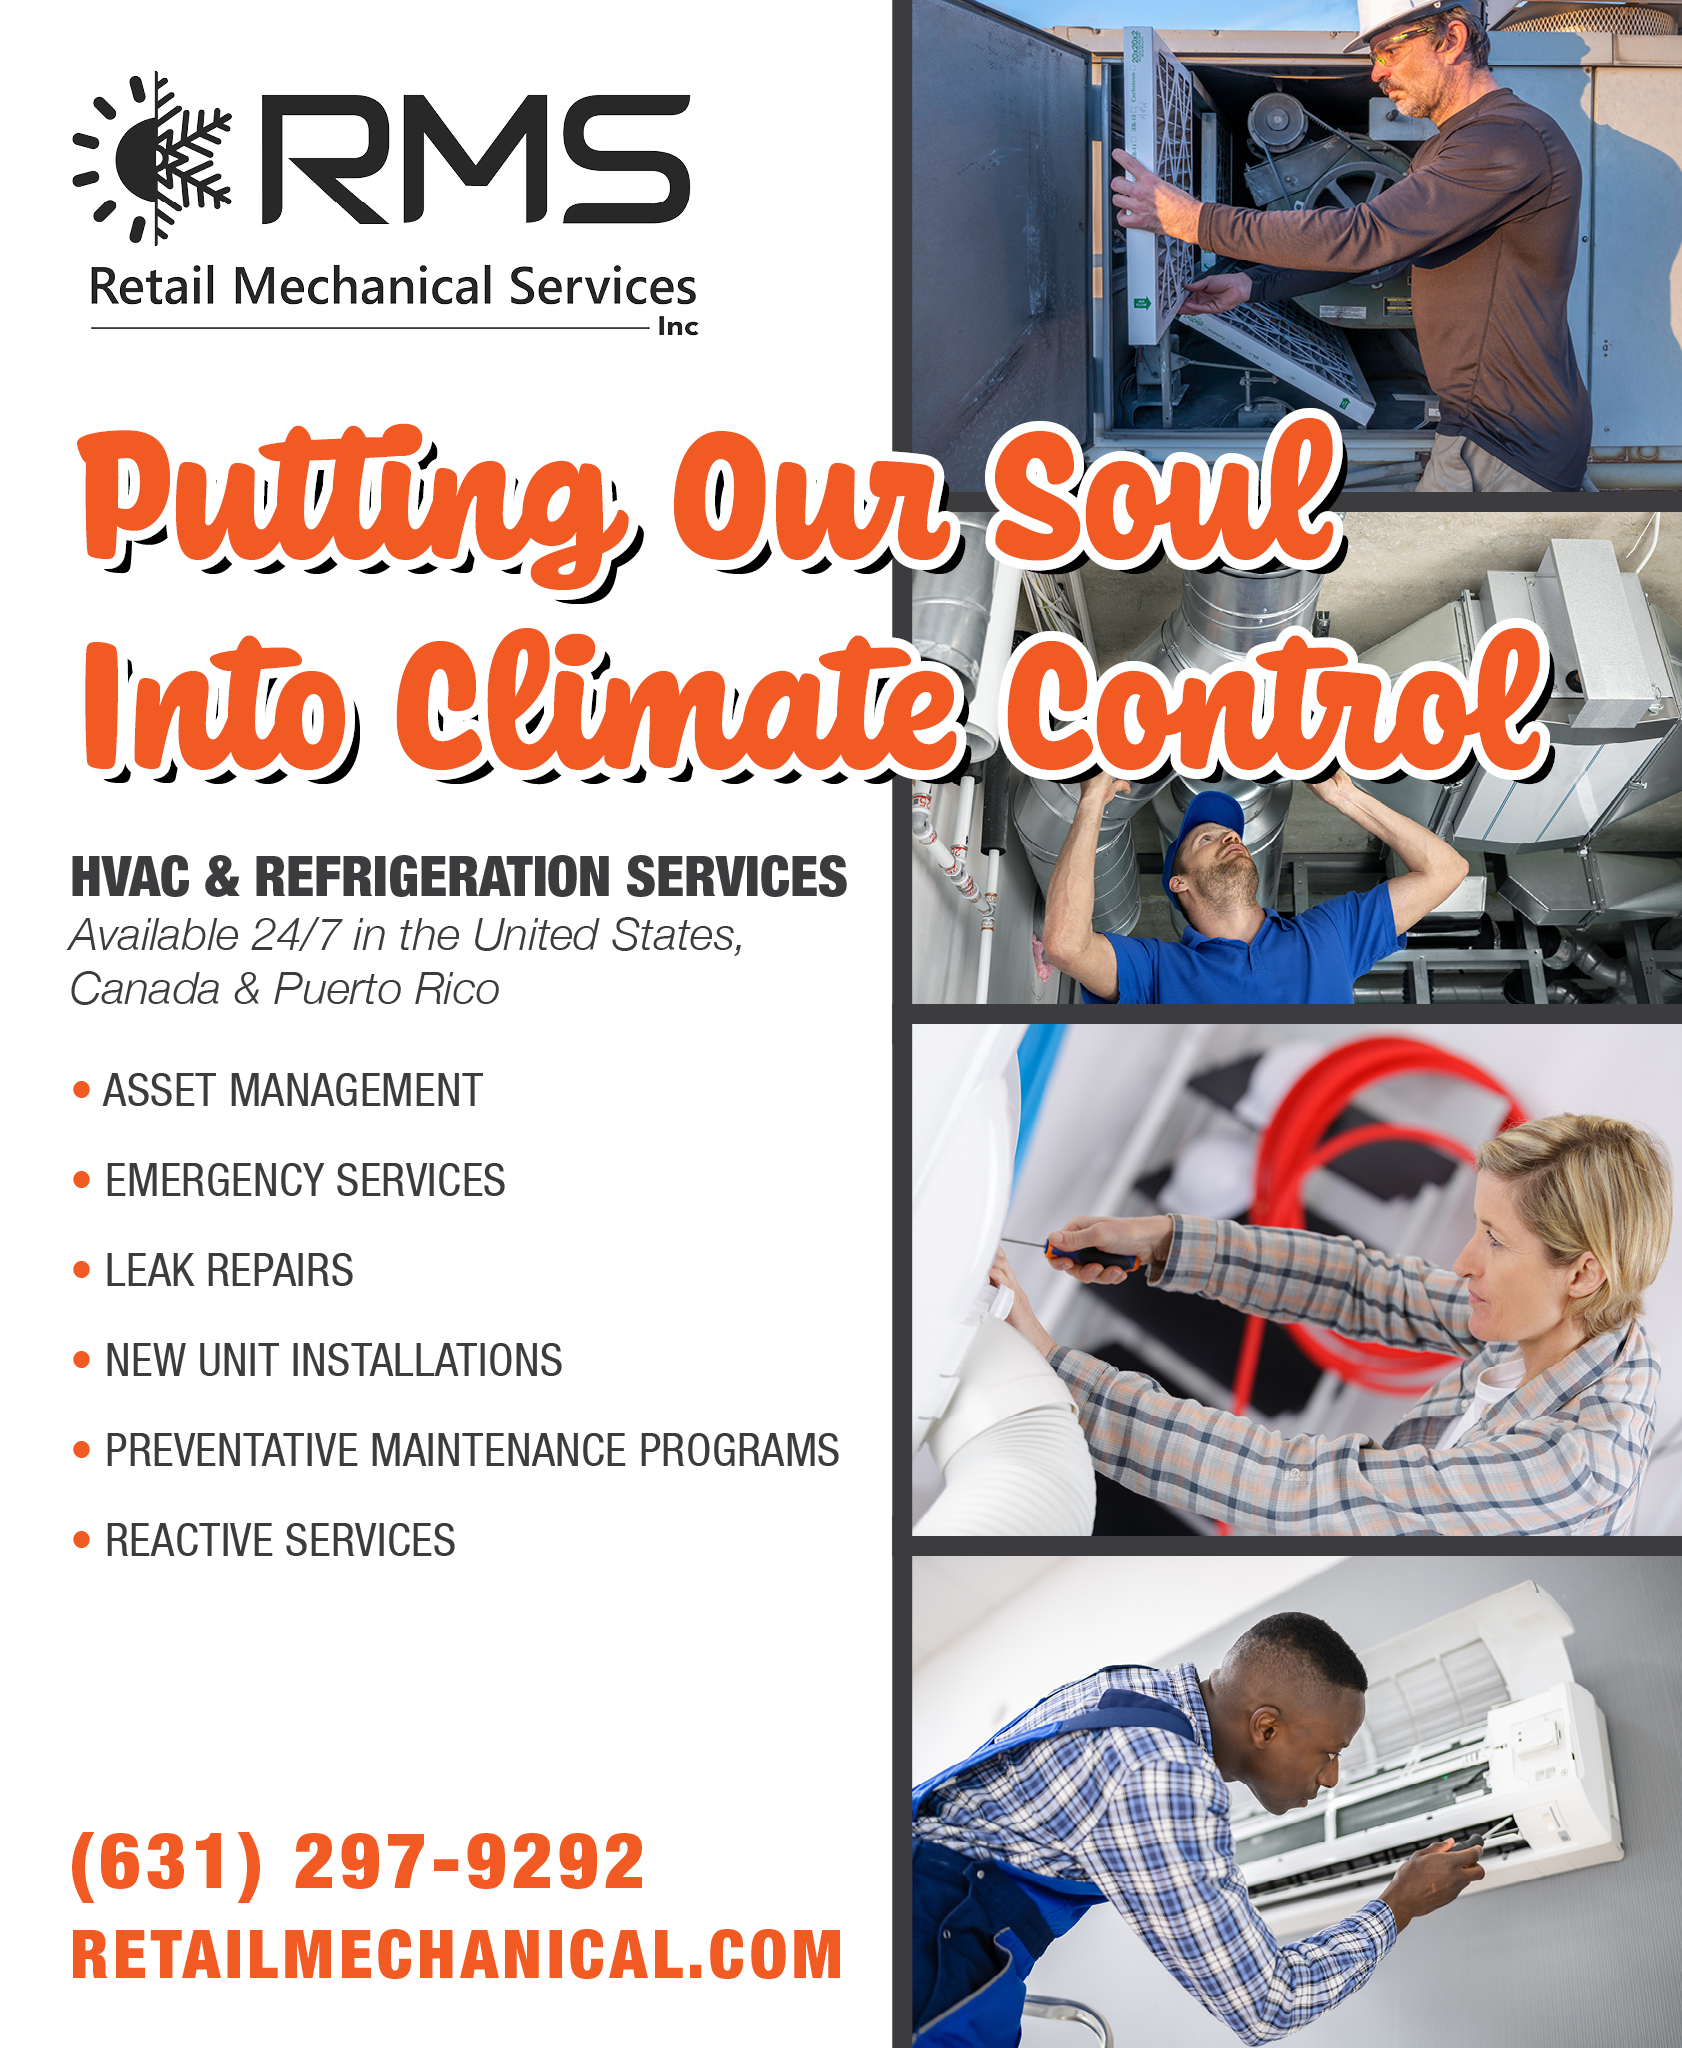 RMS
Retail Mechanical Services
Inc
Putting Our Soul
Into Climate Control
HVAC & REFRIGERATION SERVICES
Available 24/7 in the United States,
Canada & Puerto Rico
• ASSET MANAGEMENT
• EMERGENCY SERVICES
• LEAK REPAIRS
• NEW UNIT INSTALLATIONS
• PREVENTATIVE MAINTENANCE PROGRAMS
• REACTIVE SERVICES
(631) 297-9292
RETAILMECHANICAL.COM
20x20x2